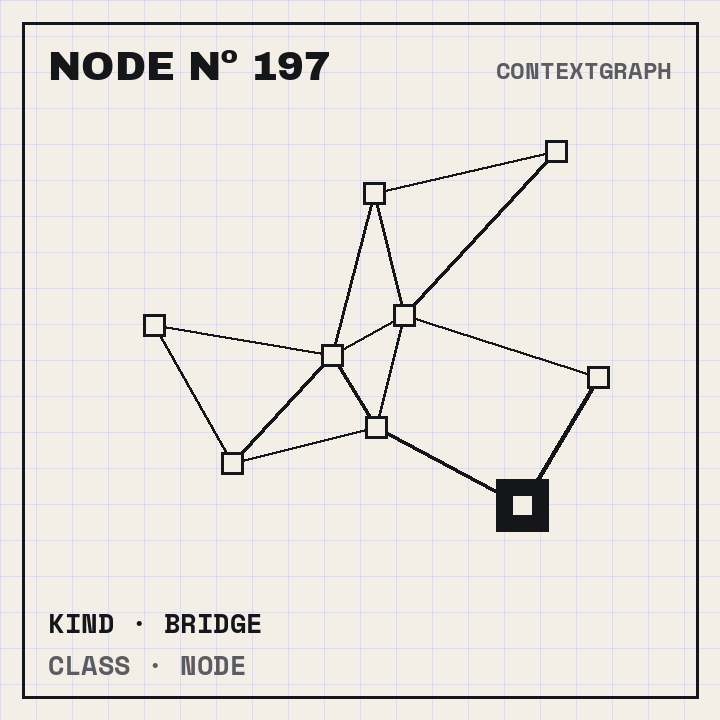 NODE Nº 197
CONTEXTGRAPH
KIND · BRIDGE
CLASS · NODE